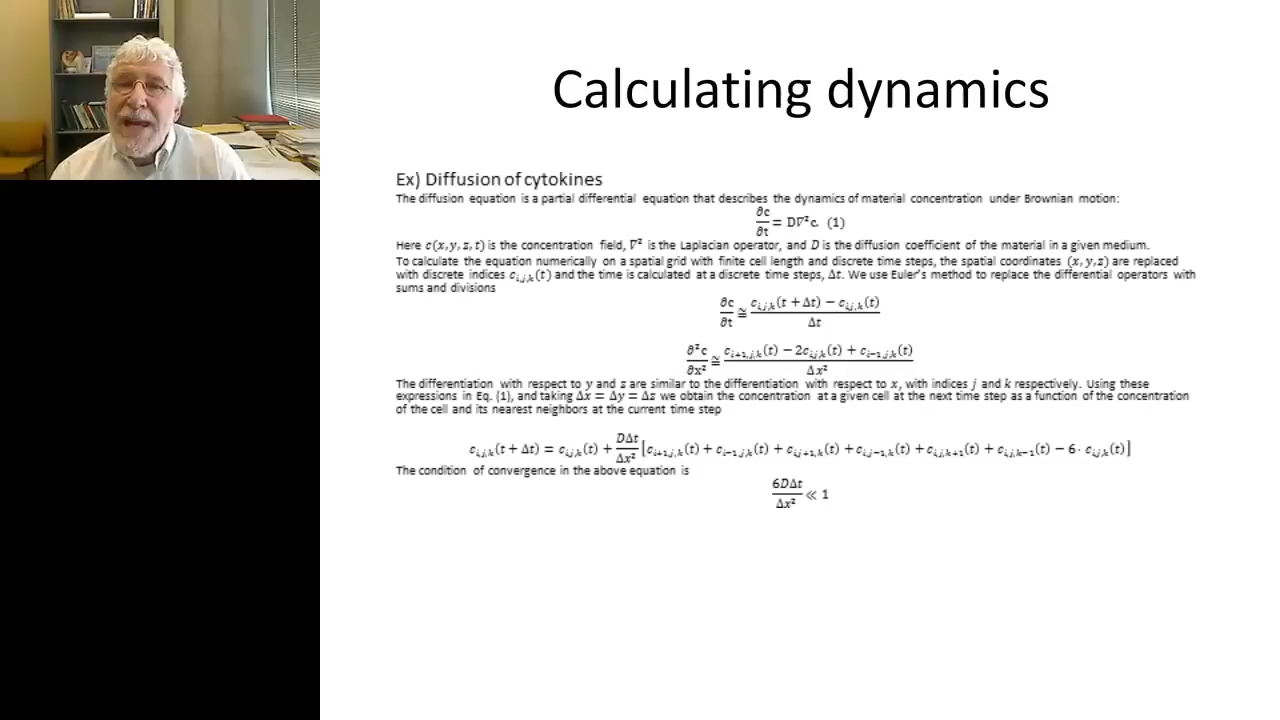 Calculating dynamics
Ex) Diffusion of cytokines
The diffusion equation is a partial differential equation that describes the dynamics of material concentration under Brownian motion:
∂c/∂t = D∇²c. (1)
Here c(x,y,z,t) is the concentration field, ∇² is the Laplacian operator, and D is the diffusion coefficient of the material in a given medium.
To calculate the equation numerically on a spatial grid with finite cell length and discrete time steps, the spatial coordinates (x,y,z) are replaced
with discrete indices c_{i,j,k}(t) and the time is calculated at a discrete time steps, Δt. We use Euler's method to replace the differential operators with
sums and divisions
∂c/∂t ≅ (c_{i,j,k}(t + Δt) − c_{i,j,k}(t))/Δt
∂²c/∂x² ≅ (c_{i+1,j,k}(t) − 2c_{i,j,k}(t) + c_{i−1,j,k}(t))/Δx²
The differentiation with respect to y and z are similar to the differentiation with respect to x, with indices j and k respectively. Using these
expressions in Eq. (1), and taking Δx = Δy = Δz we obtain the concentration at a given cell at the next time step as a function of the concentration
of the cell and its nearest neighbors at the current time step
c_{i,j,k}(t + Δt) = c_{i,j,k}(t) + DΔt/Δx² [c_{i+1,j,k}(t) + c_{i−1,j,k}(t) + c_{i,j+1,k}(t) + c_{i,j−1,k}(t) + c_{i,j,k+1}(t) + c_{i,j,k−1}(t) − 6· c_{i,j,k}(t)]
The condition of convergence in the above equation is
6DΔt/Δx² ≪ 1